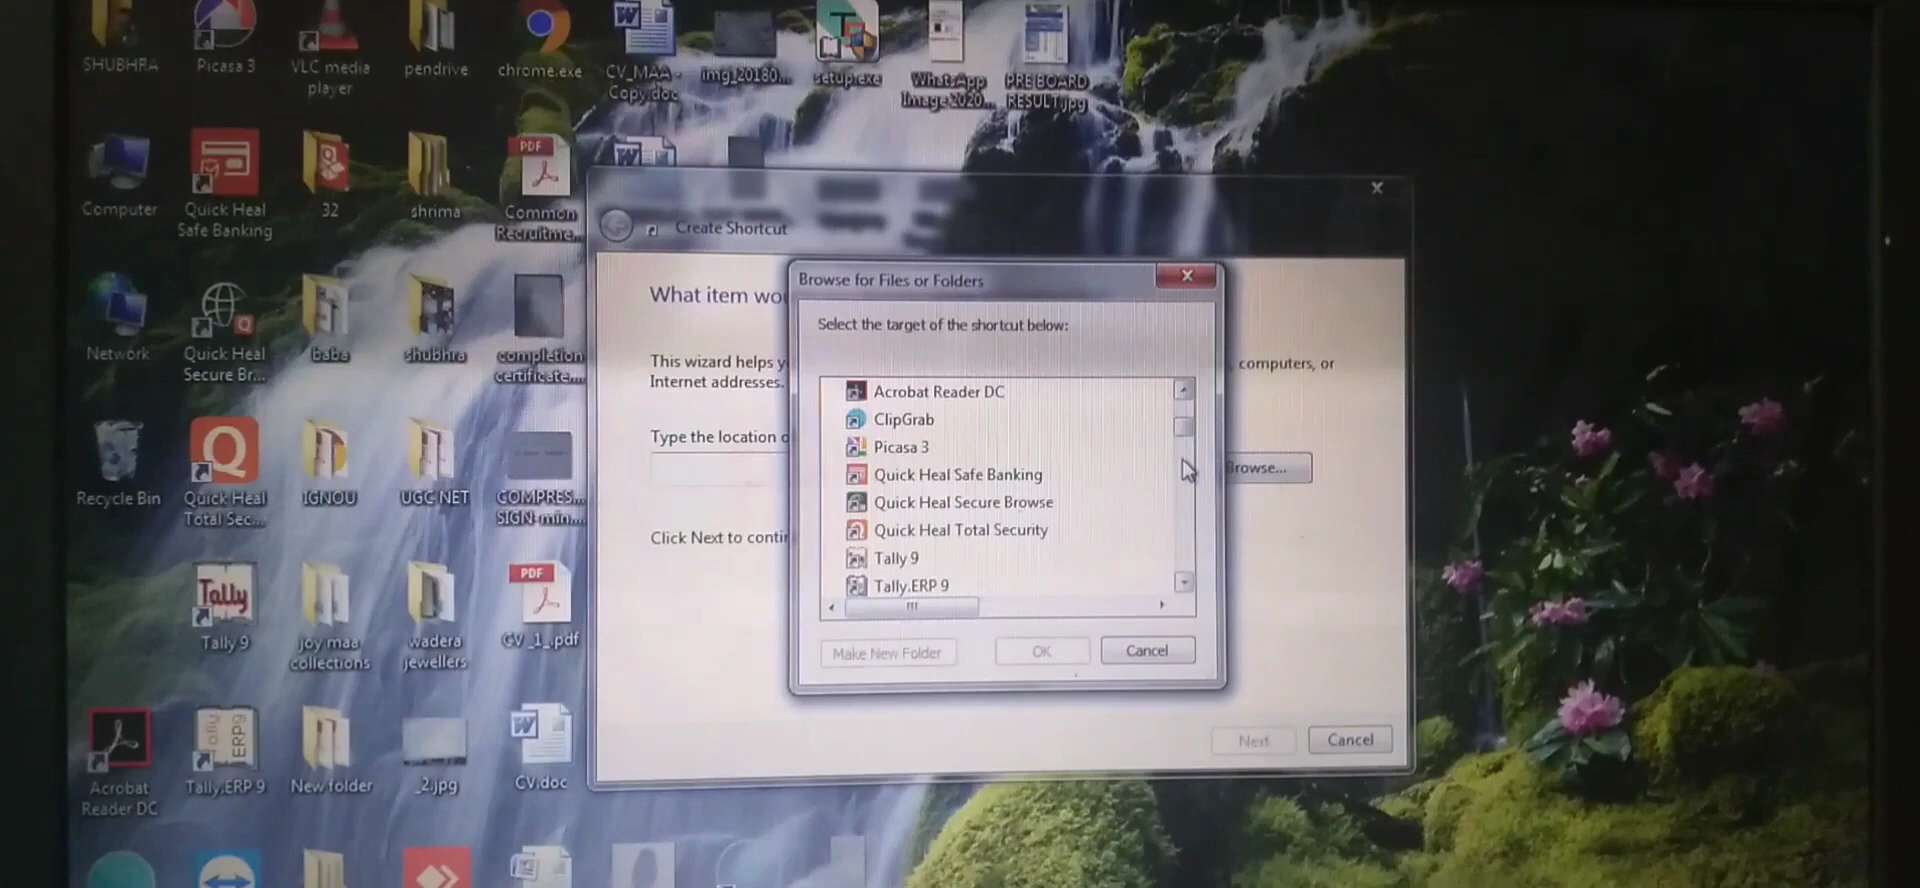 SHUBHRA
Picasa 3
VLC media
player
pendrive
chrome.exe
CV_MAA -
Copy.doc
img_20180...
setup.exe
WhatsApp
Image 2020...
PRE BOARD
RESULT.jpg
Computer
Quick Heal
Safe Banking
32
shrima
PDF
Common
Recruitme...
Network
Quick Heal
Secure Br...
baba
shubhra
completion
certificate....
Recycle Bin
Quick Heal
Total Sec...
IGNOU
UGC NET
COMPRES...
SIGN-min...
Tally
Tally 9
joy maa
collections
wadera
jewellers
PDF
CV_1_.pdf
Acrobat
Reader DC
Tally
ERP9
Tally.ERP 9
New folder
_2.jpg
CV.doc
Create Shortcut
What item wou
This wizard helps y
, computers, or
Internet addresses.
Type the location o
Browse...
Click Next to contin
Next
Cancel
Browse for Files or Folders
Select the target of the shortcut below:
Acrobat Reader DC
ClipGrab
Picasa 3
Quick Heal Safe Banking
Quick Heal Secure Browse
Quick Heal Total Security
Tally 9
Tally.ERP 9
Make New Folder
OK
Cancel